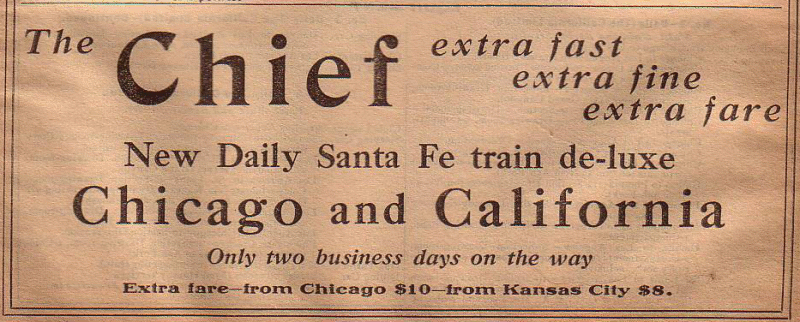 The Chief extra fast
extra fine
extra fare
New Daily Santa Fe train de-luxe
Chicago and California
Only two business days on the way
Extra fare—from Chicago $10—from Kansas City $8.